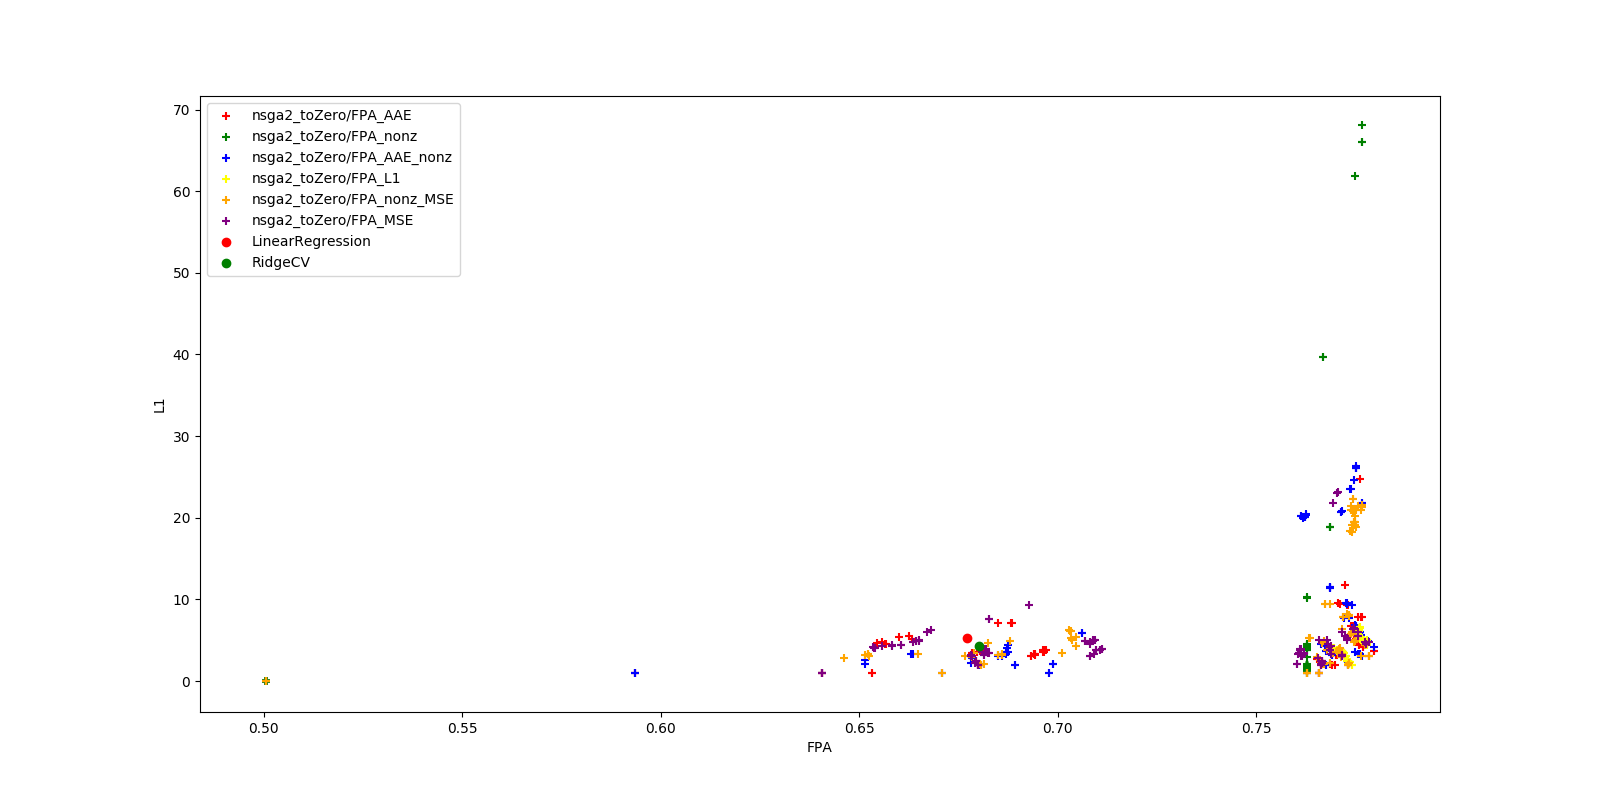 70
60
50
40
30
20
10
0
L1
nsga2_toZero/FPA_AAE
nsga2_toZero/FPA_nonz
nsga2_toZero/FPA_AAE_nonz
nsga2_toZero/FPA_L1
nsga2_toZero/FPA_nonz_MSE
nsga2_toZero/FPA_MSE
LinearRegression
RidgeCV
0.50 0.55 0.60 0.65 0.70 0.75
FPA